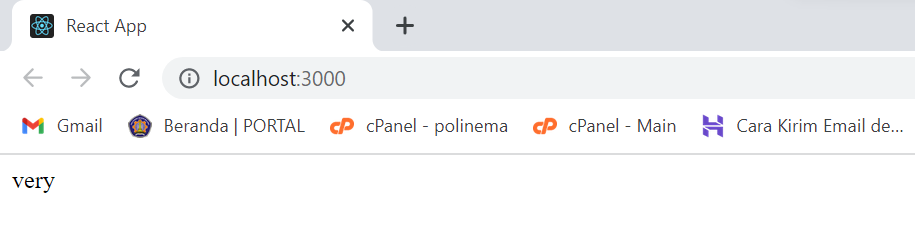 React App
localhost:3000
Gmail Beranda | PORTAL cPanel - polinema cPanel - Main Cara Kirim Email de...
very